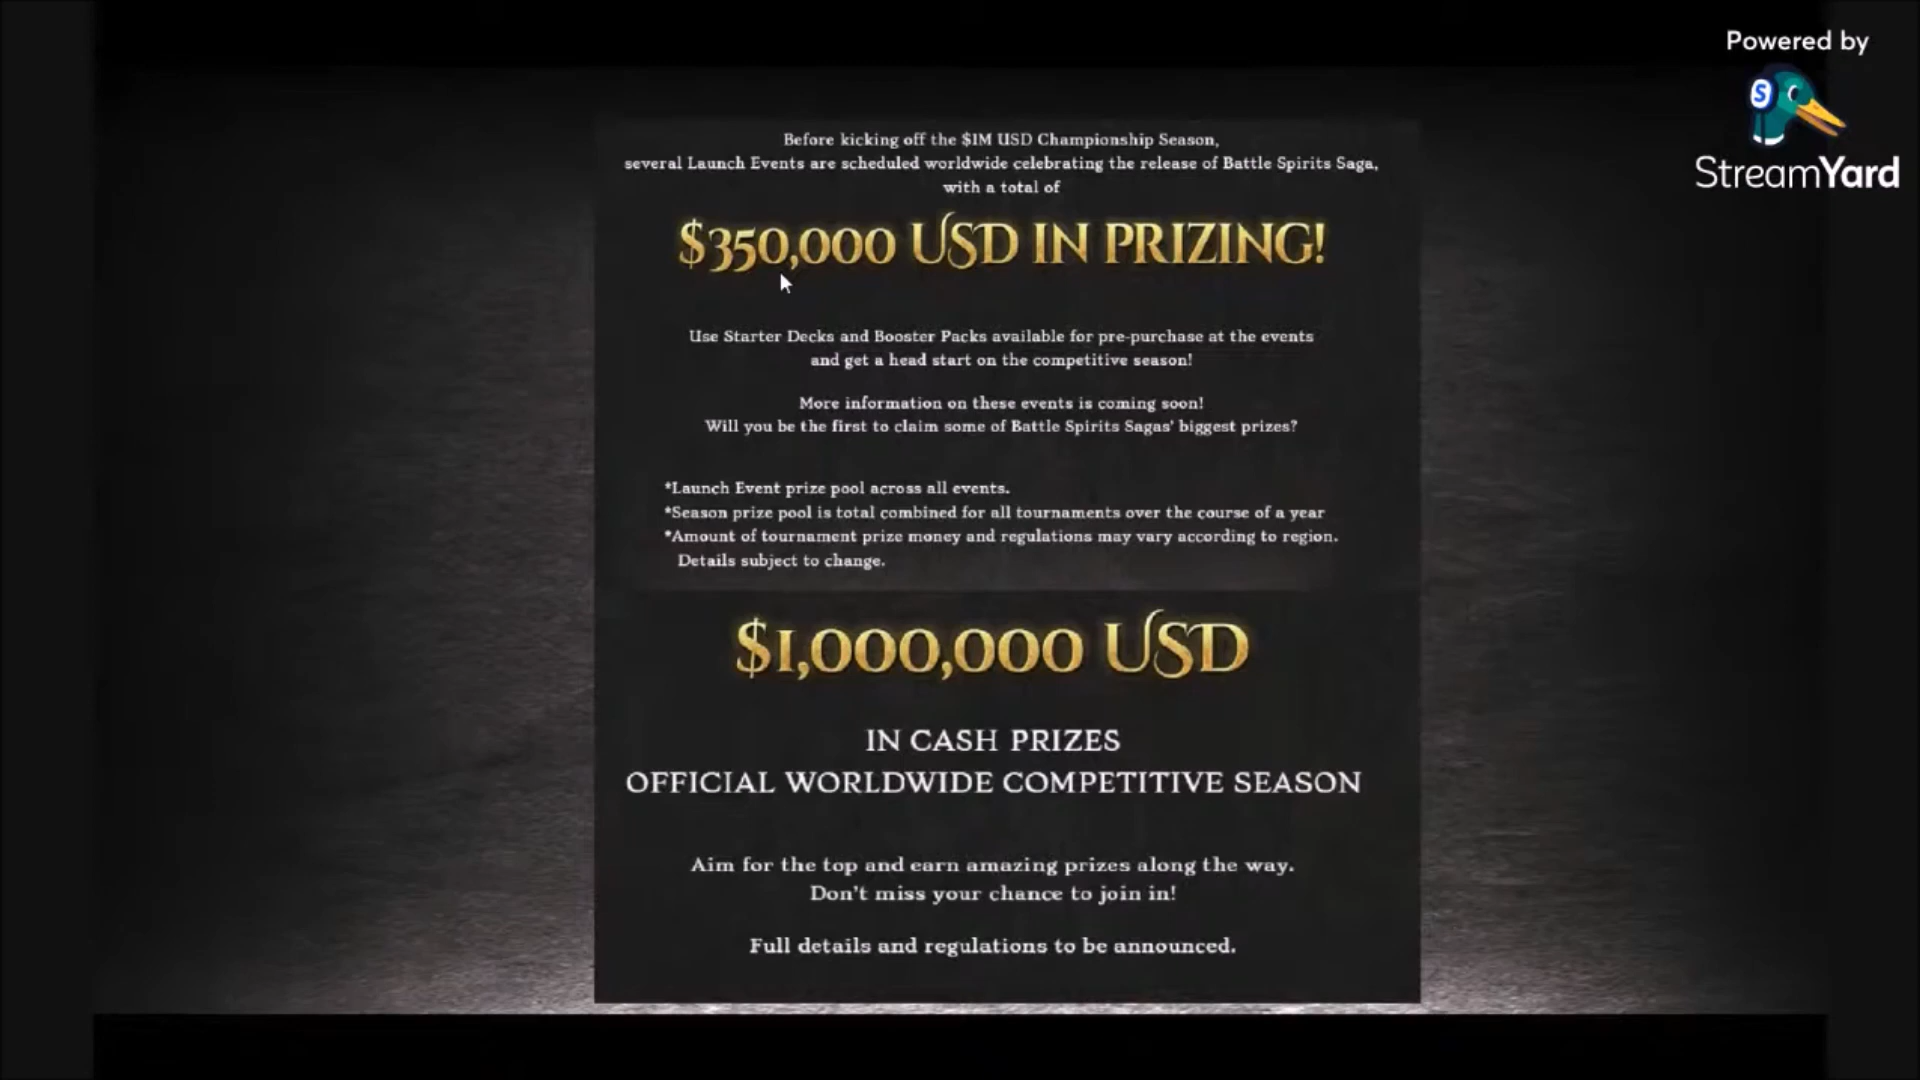 Powered by
S
StreamYard
Before kicking off the $1M USD Championship Season,
several Launch Events are scheduled worldwide celebrating the release of Battle Spirits Saga,
with a total of
$350,000 USD IN PRIZING!
Use Starter Decks and Booster Packs available for pre-purchase at the events
and get a head start on the competitive season!
More information on these events is coming soon!
Will you be the first to claim some of Battle Spirits Sagas' biggest prizes?
*Launch Event prize pool across all events.
*Season prize pool is total combined for all tournaments over the course of a year
*Amount of tournament prize money and regulations may vary according to region.
Details subject to change.
$1,000,000 USD
IN CASH PRIZES
OFFICIAL WORLDWIDE COMPETITIVE SEASON
Aim for the top and earn amazing prizes along the way.
Don't miss your chance to join in!
Full details and regulations to be announced.